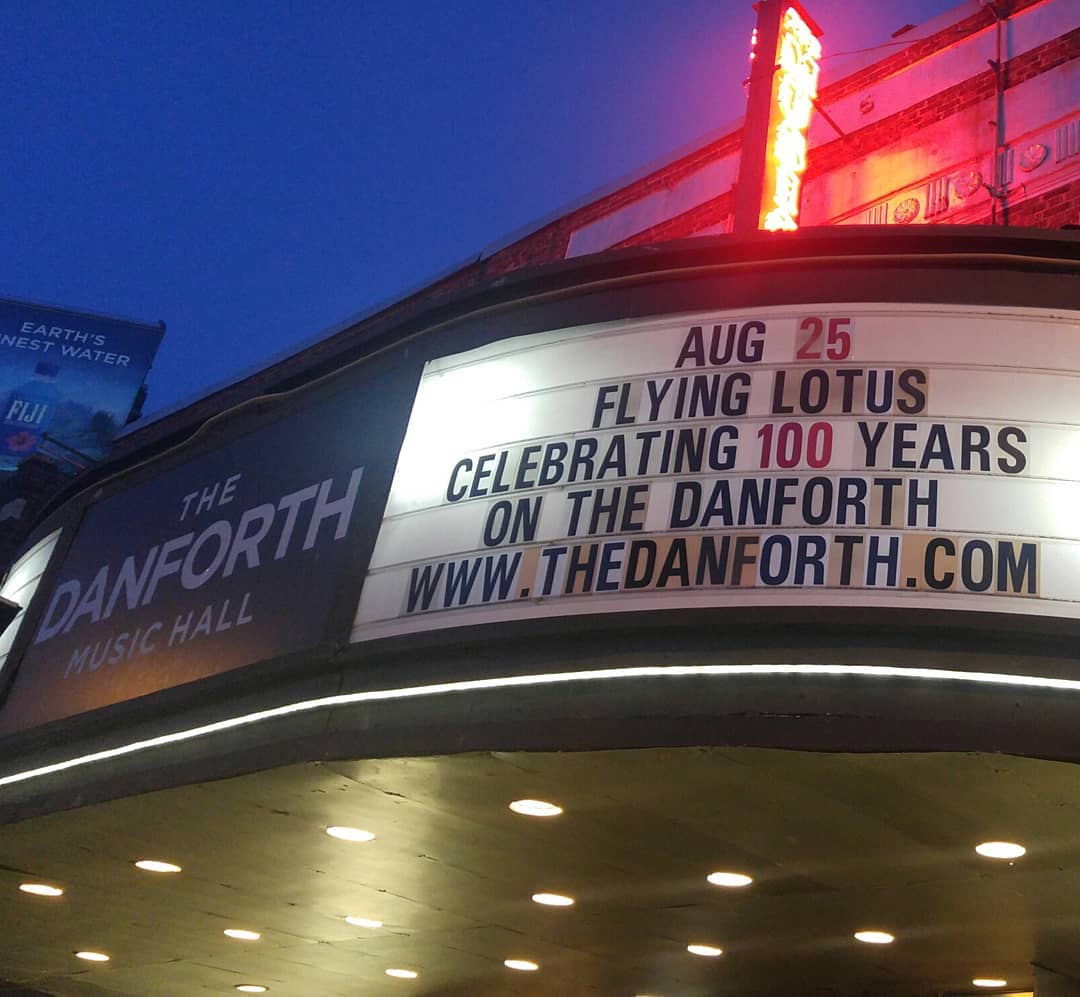 EARTH'S
WATER
FIJI
THE
DANFORTH
MUSIC HALL
AUG 25
FLYING LOTUS
CELEBRATING 100 YEARS
ON THE DANFORTH
WWW.THEDANFORTH.COM